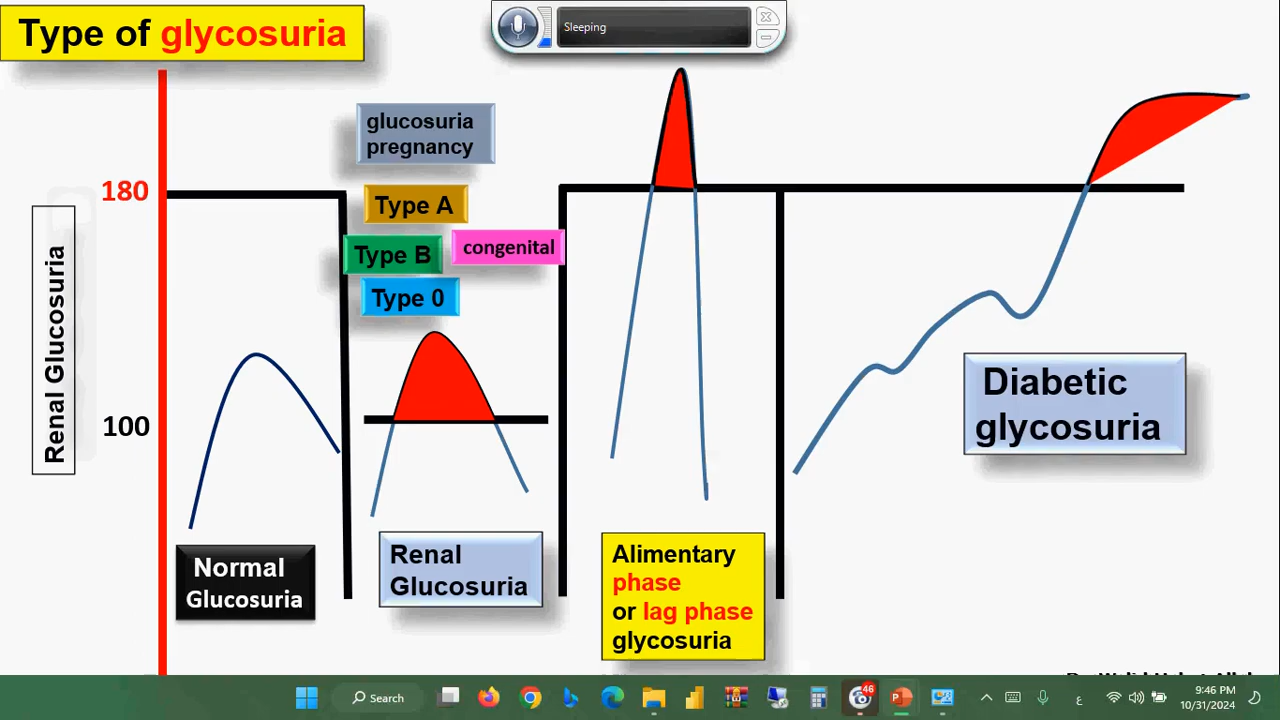 Type of glycosuria
Sleeping
glucosuria
pregnancy
180
Type A
Type B
congenital
Type 0
Renal Glucosuria
100
Diabetic
glycosuria
Normal
Glucosuria
Renal
Glucosuria
Alimentary
phase
or lag phase
glycosuria
Search
46
ع
9:46 PM
10/31/2024